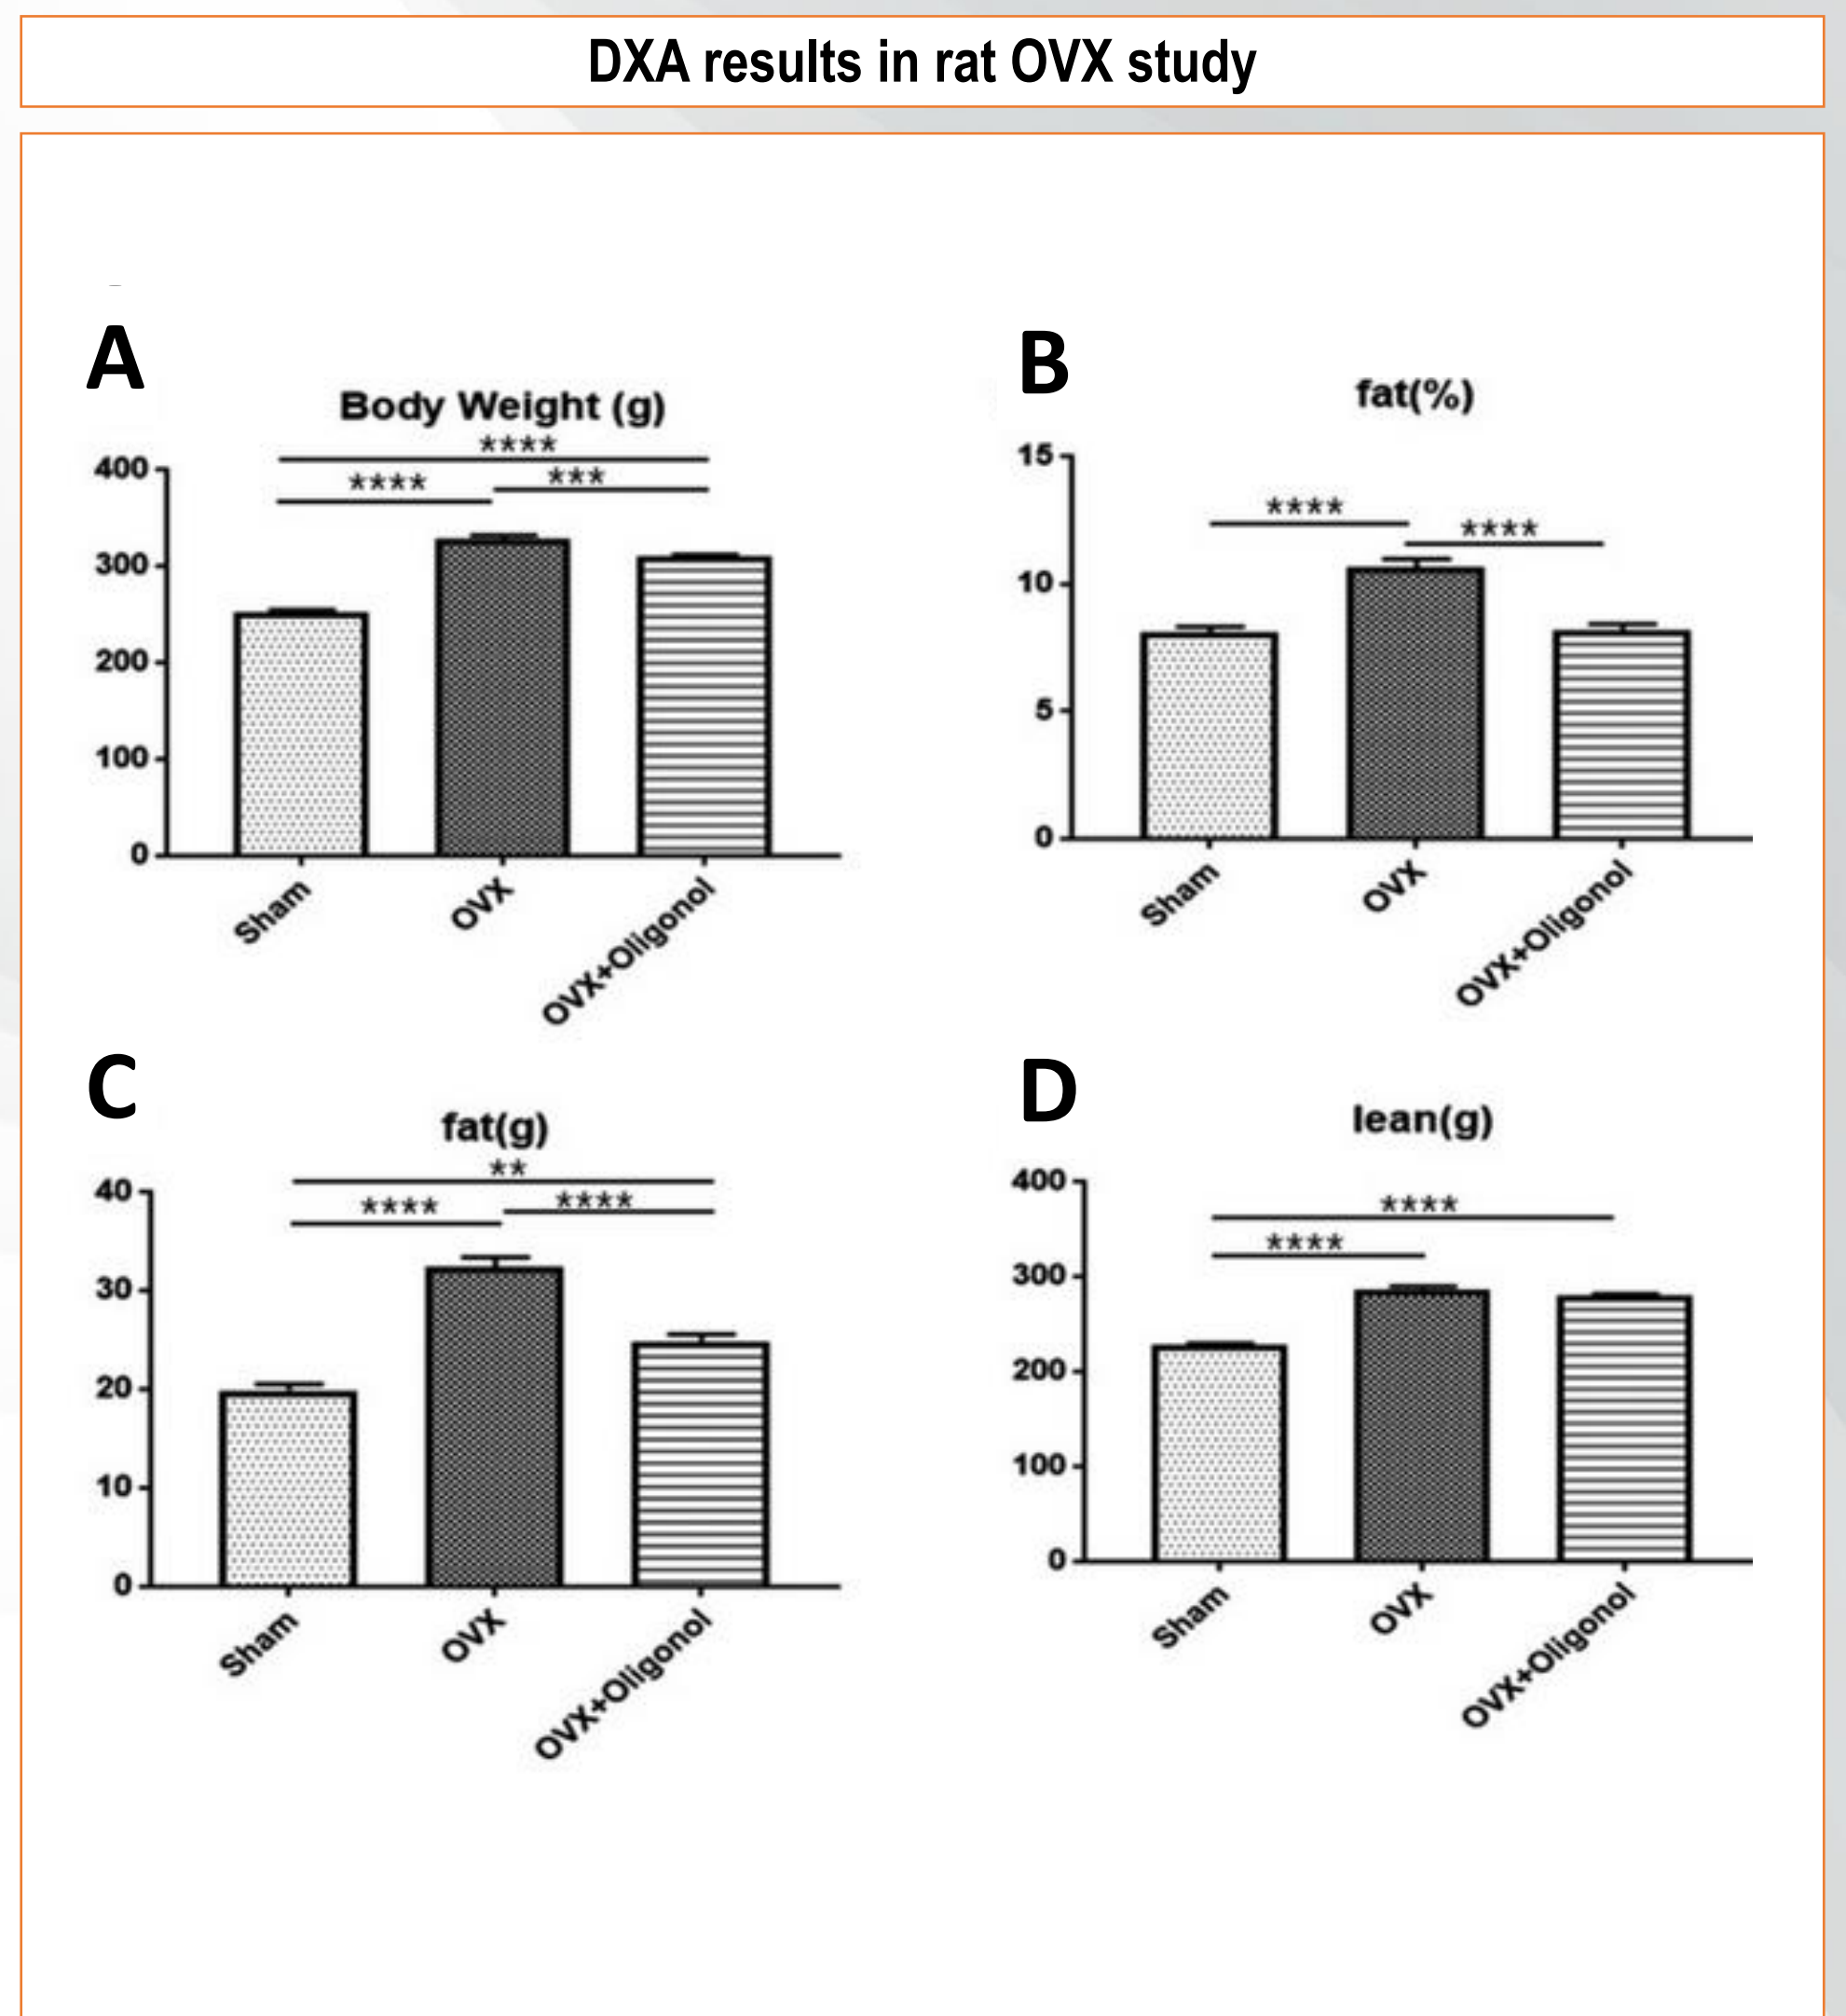 DXA results in rat OVX study
A
Body Weight (g)
****
**** ***
400
300
200
100
0
Sham
OVX
OVX+Oligonol
B
fat(%)
****
****
15
10
5
0
Sham
OVX
OVX+Oligonol
C
fat(g)
**
**** ****
40
30
20
10
0
Sham
OVX
OVX+Oligonol
D
lean(g)
****
****
400
300
200
100
0
Sham
OVX
OVX+Oligonol